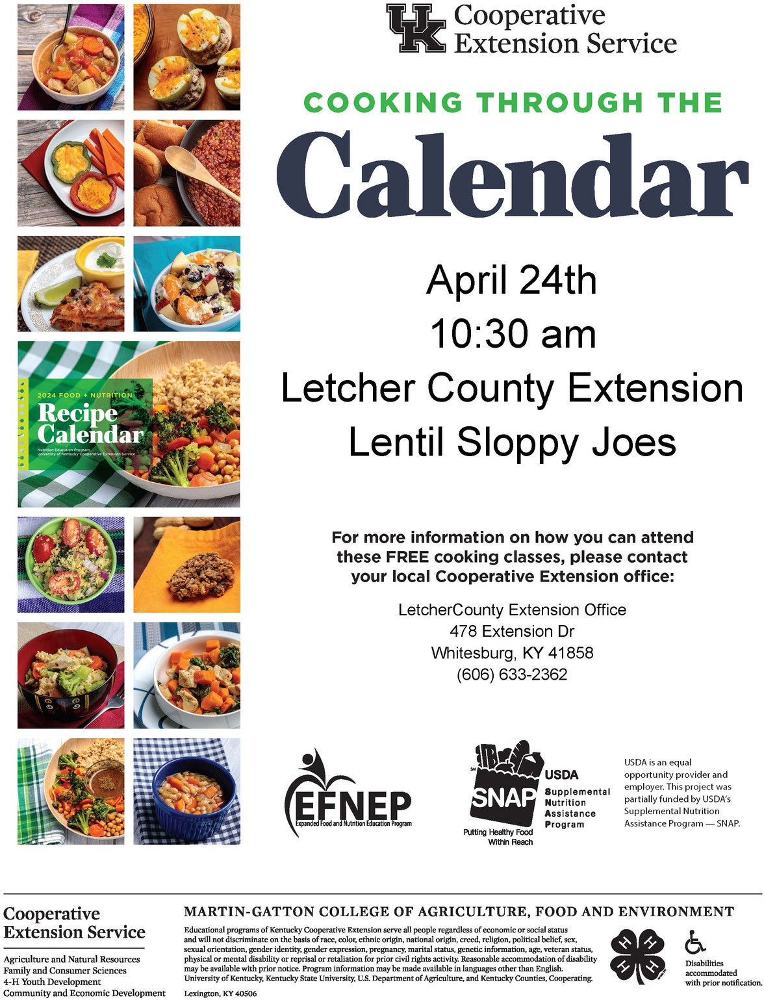 UK Cooperative
Extension Service
COOKING THROUGH THE
Calendar
April 24th
10:30 am
Letcher County Extension
Lentil Sloppy Joes
2024 FOOD + NUTRITION
Recipe
Calendar
Nutrition Education Program
University of Kentucky Cooperative Extension Service
For more information on how you can attend
these FREE cooking classes, please contact
your local Cooperative Extension office:
LetcherCounty Extension Office
478 Extension Dr
Whitesburg, KY 41858
(606) 633-2362
EFNEP
Expanded Food and Nutrition Education Program
SM
SNAP
Putting Healthy Food
Within Reach
USDA
Supplemental
Nutrition
Assistance
Program
USDA is an equal
opportunity provider and
employer. This project was
partially funded by USDA's
Supplemental Nutrition
Assistance Program — SNAP.
Cooperative
Extension Service
Agriculture and Natural Resources
Family and Consumer Sciences
4-H Youth Development
Community and Economic Development
MARTIN-GATTON COLLEGE OF AGRICULTURE, FOOD AND ENVIRONMENT
Educational programs of Kentucky Cooperative Extension serve all people regardless of economic or social status
and will not discriminate on the basis of race, color, ethnic origin, national origin, creed, religion, political belief, sex,
sexual orientation, gender identity, gender expression, pregnancy, marital status, genetic information, age, veteran status,
physical or mental disability or reprisal or retaliation for prior civil rights activity. Reasonable accommodation of disability
may be available with prior notice. Program information may be made available in languages other than English.
University of Kentucky, Kentucky State University, U.S. Department of Agriculture, and Kentucky Counties, Cooperating.
Lexington, KY 40506
H H
H H
Disabilities
accommodated
with prior notification.